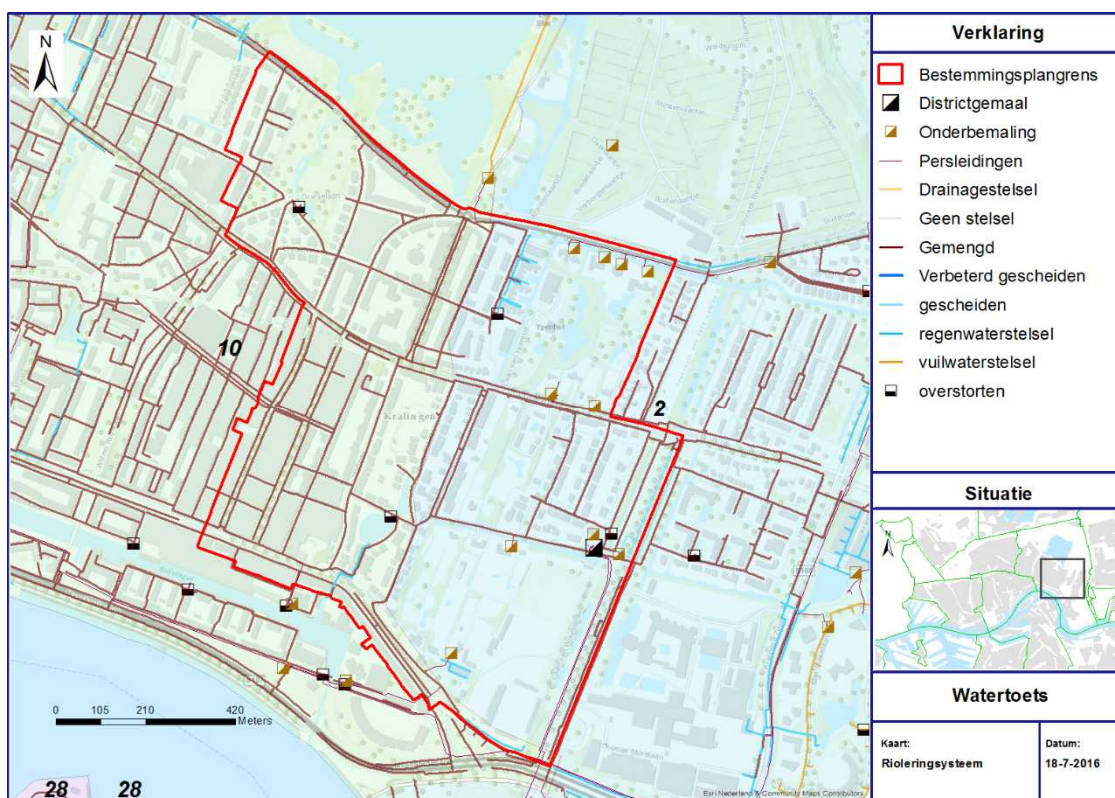 N
10
2
Kralingen
28
28
0 105 210 420
Meters
Esri Nederland & Community Maps Contributors
Verklaring
Bestemmingsplangrens
Districtgemaal
Onderbemaling
Persleidingen
Drainagestelsel
Geen stelsel
Gemengd
Verbeterd gescheiden
gescheiden
regenwaterstelsel
vuilwaterstelsel
overstorten
Situatie
N
Watertoets
Kaart:
Rioleringsysteem
Datum:
18-7-2016